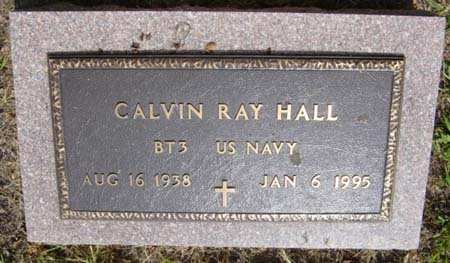 CALVIN RAY HALL
BT3 US NAVY
AUG 16 1938 JAN 6 1995